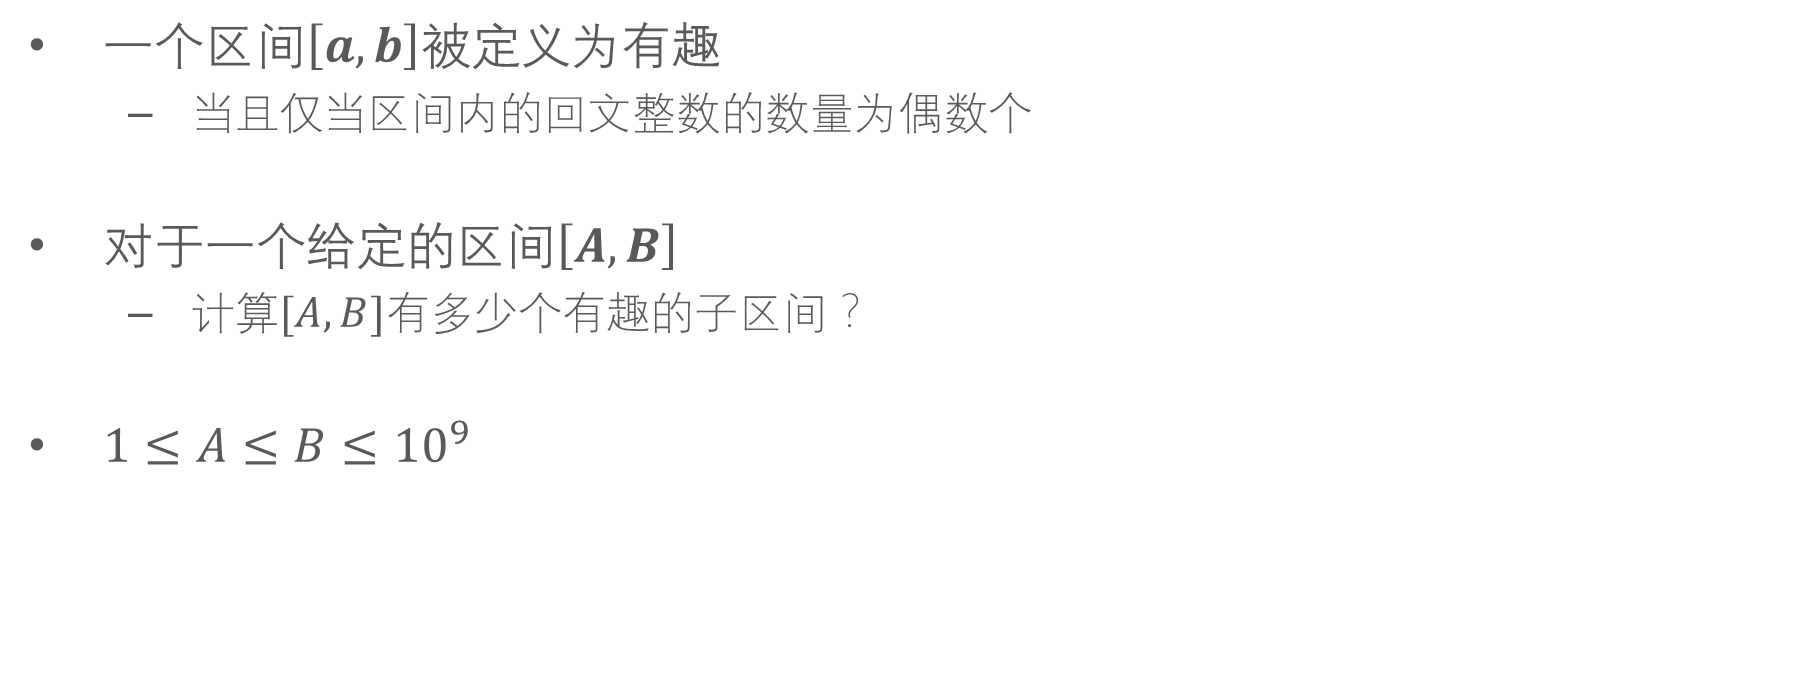 • 一个区间[a, b]被定义为有趣
– 当且仅当区间内的回文整数的数量为偶数个
• 对于一个给定的区间[A, B]
– 计算[A, B]有多少个有趣的子区间？
• 1 ≤ A ≤ B ≤ 10⁹